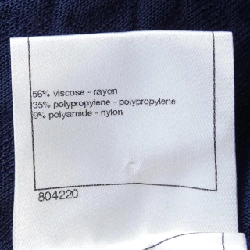 56% viscose - rayon
35% polypropylene - polypropylene
9% polyamide - nylon
804220